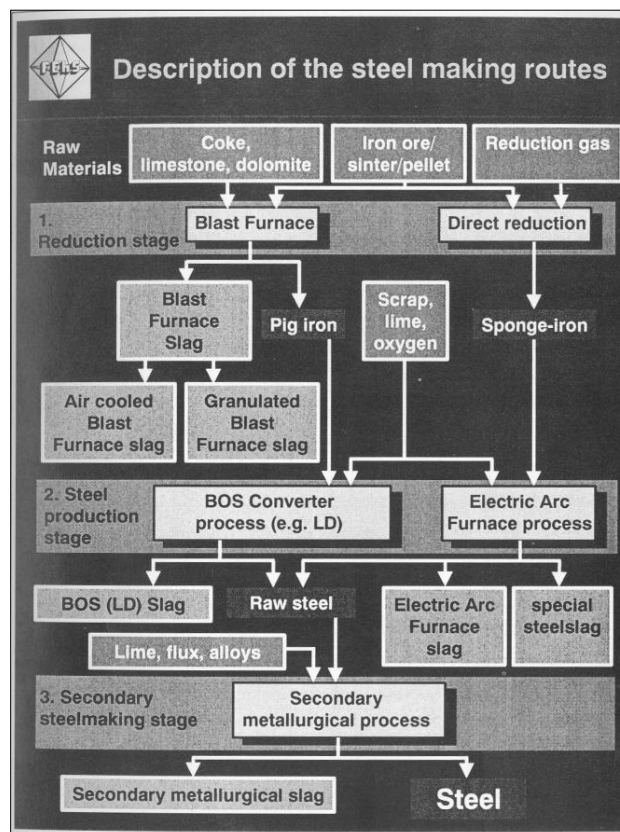 FEhS
Description of the steel making routes
Raw
Materials
Coke,
limestone, dolomite
Iron ore/
sinter/pellet
Reduction gas
1.
Reduction stage
Blast Furnace
Direct reduction
Blast
Furnace
Slag
Pig iron
Scrap,
lime,
oxygen
Sponge-iron
Air cooled
Blast
Furnace slag
Granulated
Blast
Furnace slag
2. Steel
production
stage
BOS Converter
process (e.g. LD)
Electric Arc
Furnace process
BOS (LD) Slag
Raw steel
Electric Arc
Furnace
slag
special
steelslag
Lime, flux, alloys
3. Secondary
steelmaking stage
Secondary
metallurgical process
Secondary metallurgical slag
Steel